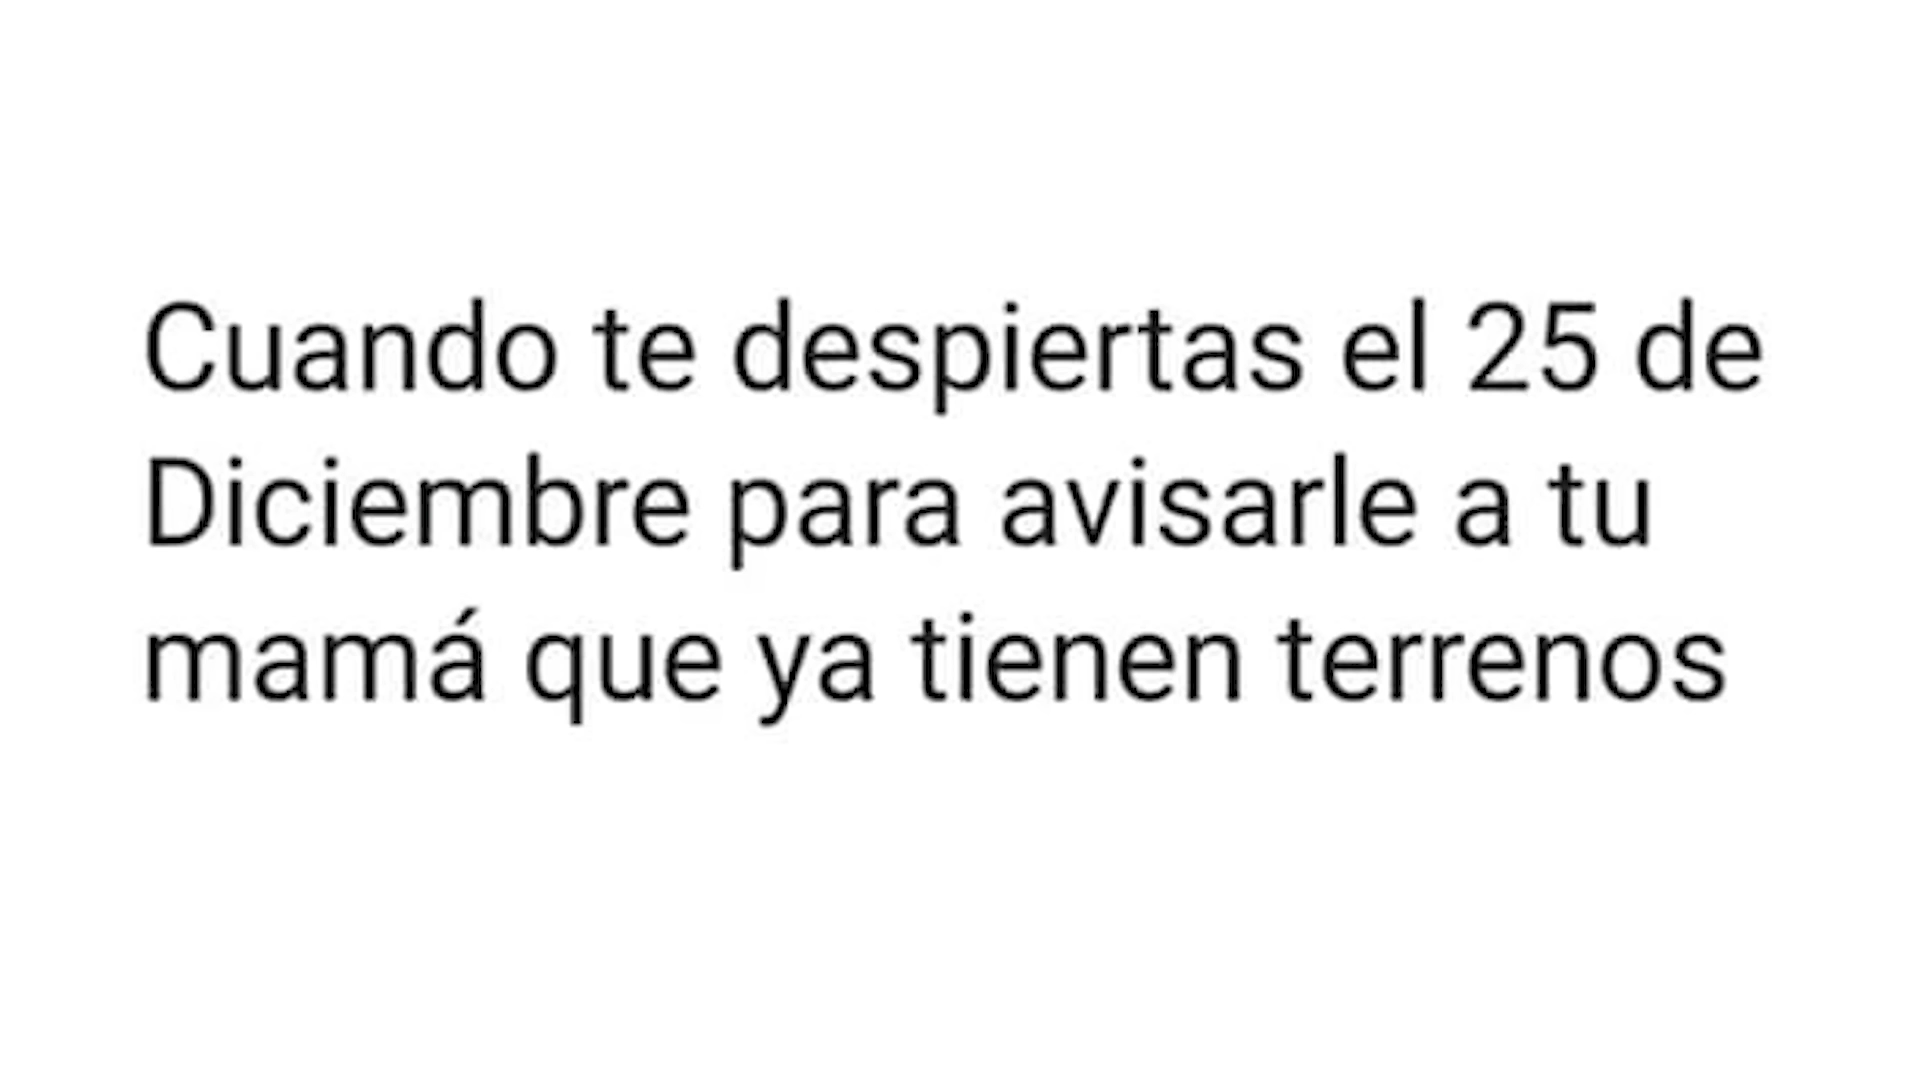 Cuando te despiertas el 25 de
Diciembre para avisarle a tu
mamá que ya tienen terrenos